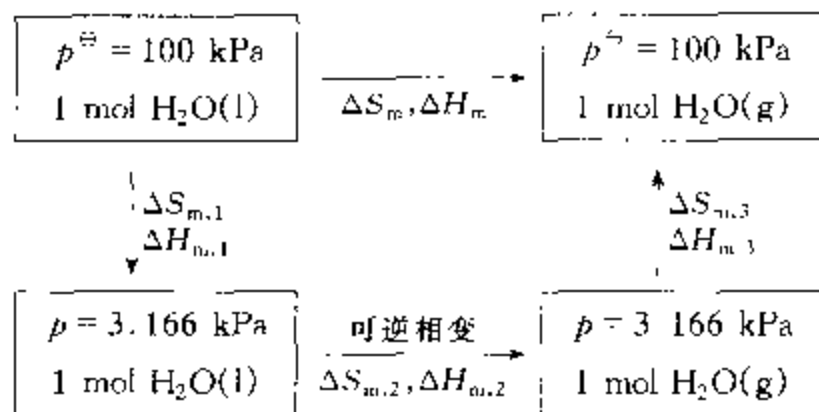 p⊖ = 100 kPa
1 mol H₂O(l)
ΔSₘ, ΔHₘ
p⊖ = 100 kPa
1 mol H₂O(g)
ΔSₘ,₁
ΔHₘ,₁
ΔSₘ,₃
ΔHₘ,₃
p = 3.166 kPa
1 mol H₂O(l)
可逆相变
ΔSₘ,₂, ΔHₘ,₂
p = 3 166 kPa
1 mol H₂O(g)